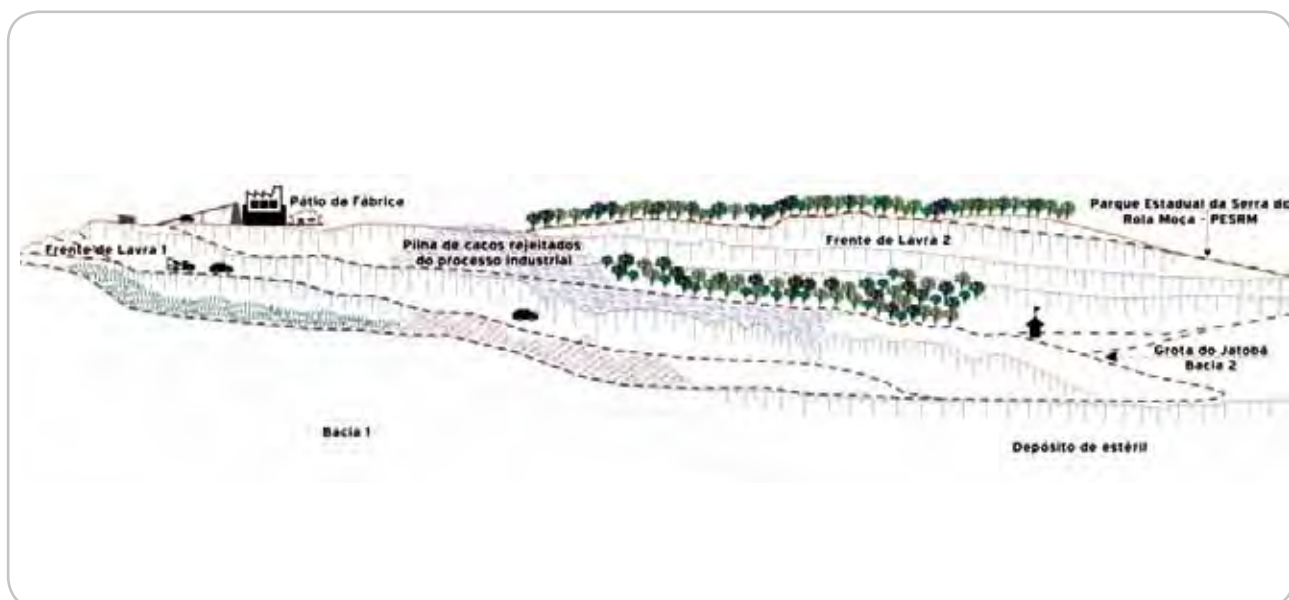 Pátio da Fábrica
Parque Estadual da Serra do
Rola Moça - PESRM
Frente de Lavra 1
Pilha de cacos rejeitados
do processo industrial
Frente de Lavra 2
Grota do Jatobá
Bacia 2
Bacia 1
Depósito de estéril